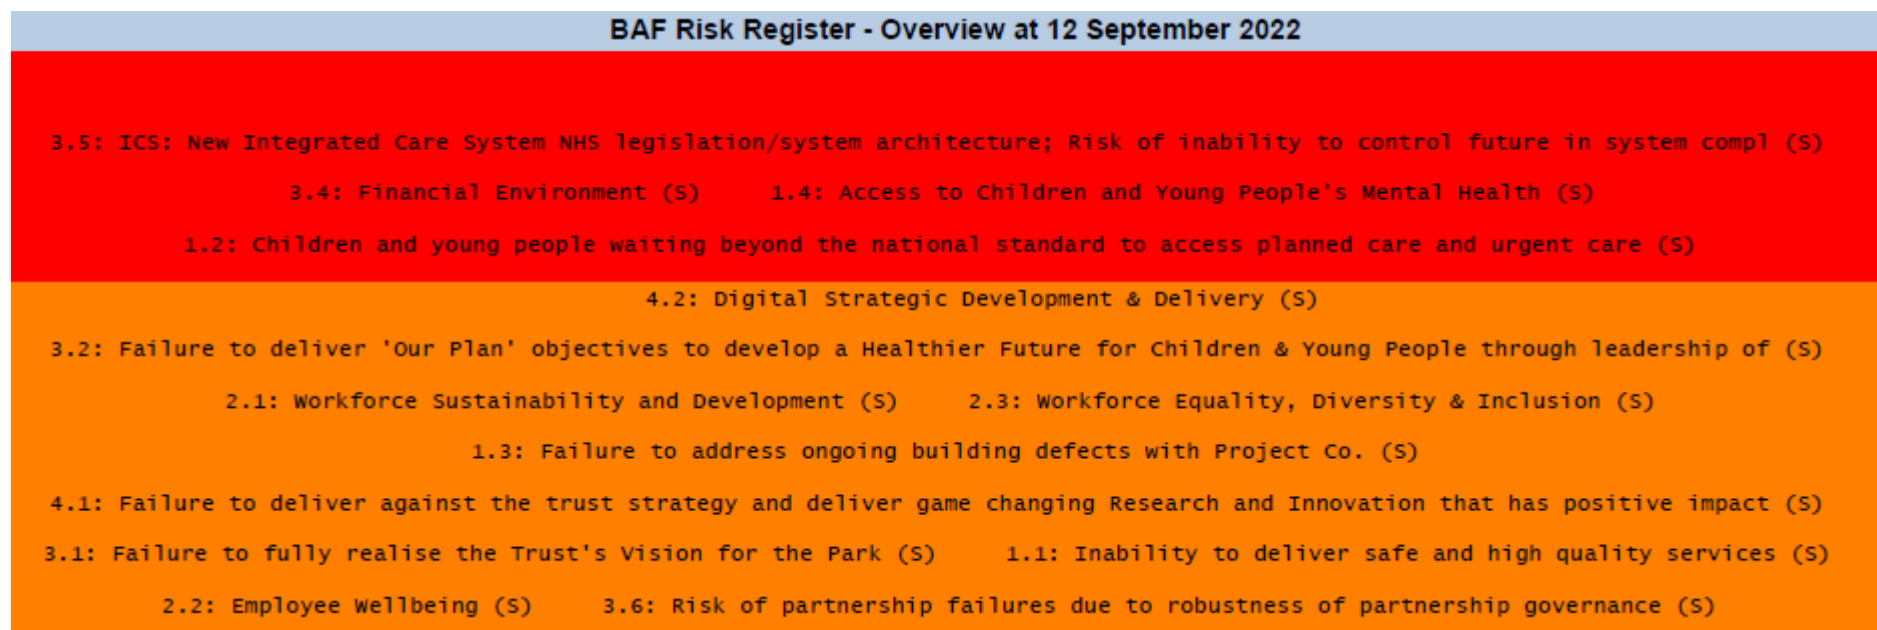 BAF Risk Register - Overview at 12 September 2022
3.5: ICS: New Integrated Care System NHS legislation/system architecture; Risk of inability to control future in system compl (S)
3.4: Financial Environment (S) 1.4: Access to Children and Young People's Mental Health (S)
1.2: Children and young people waiting beyond the national standard to access planned care and urgent care (S)
4.2: Digital Strategic Development & Delivery (S)
3.2: Failure to deliver 'Our Plan' objectives to develop a Healthier Future for Children & Young People through leadership of (S)
2.1: Workforce Sustainability and Development (S) 2.3: Workforce Equality, Diversity & Inclusion (S)
1.3: Failure to address ongoing building defects with Project Co. (S)
4.1: Failure to deliver against the trust strategy and deliver game changing Research and Innovation that has positive impact (S)
3.1: Failure to fully realise the Trust's Vision for the Park (S) 1.1: Inability to deliver safe and high quality services (S)
2.2: Employee Wellbeing (S) 3.6: Risk of partnership failures due to robustness of partnership governance (S)